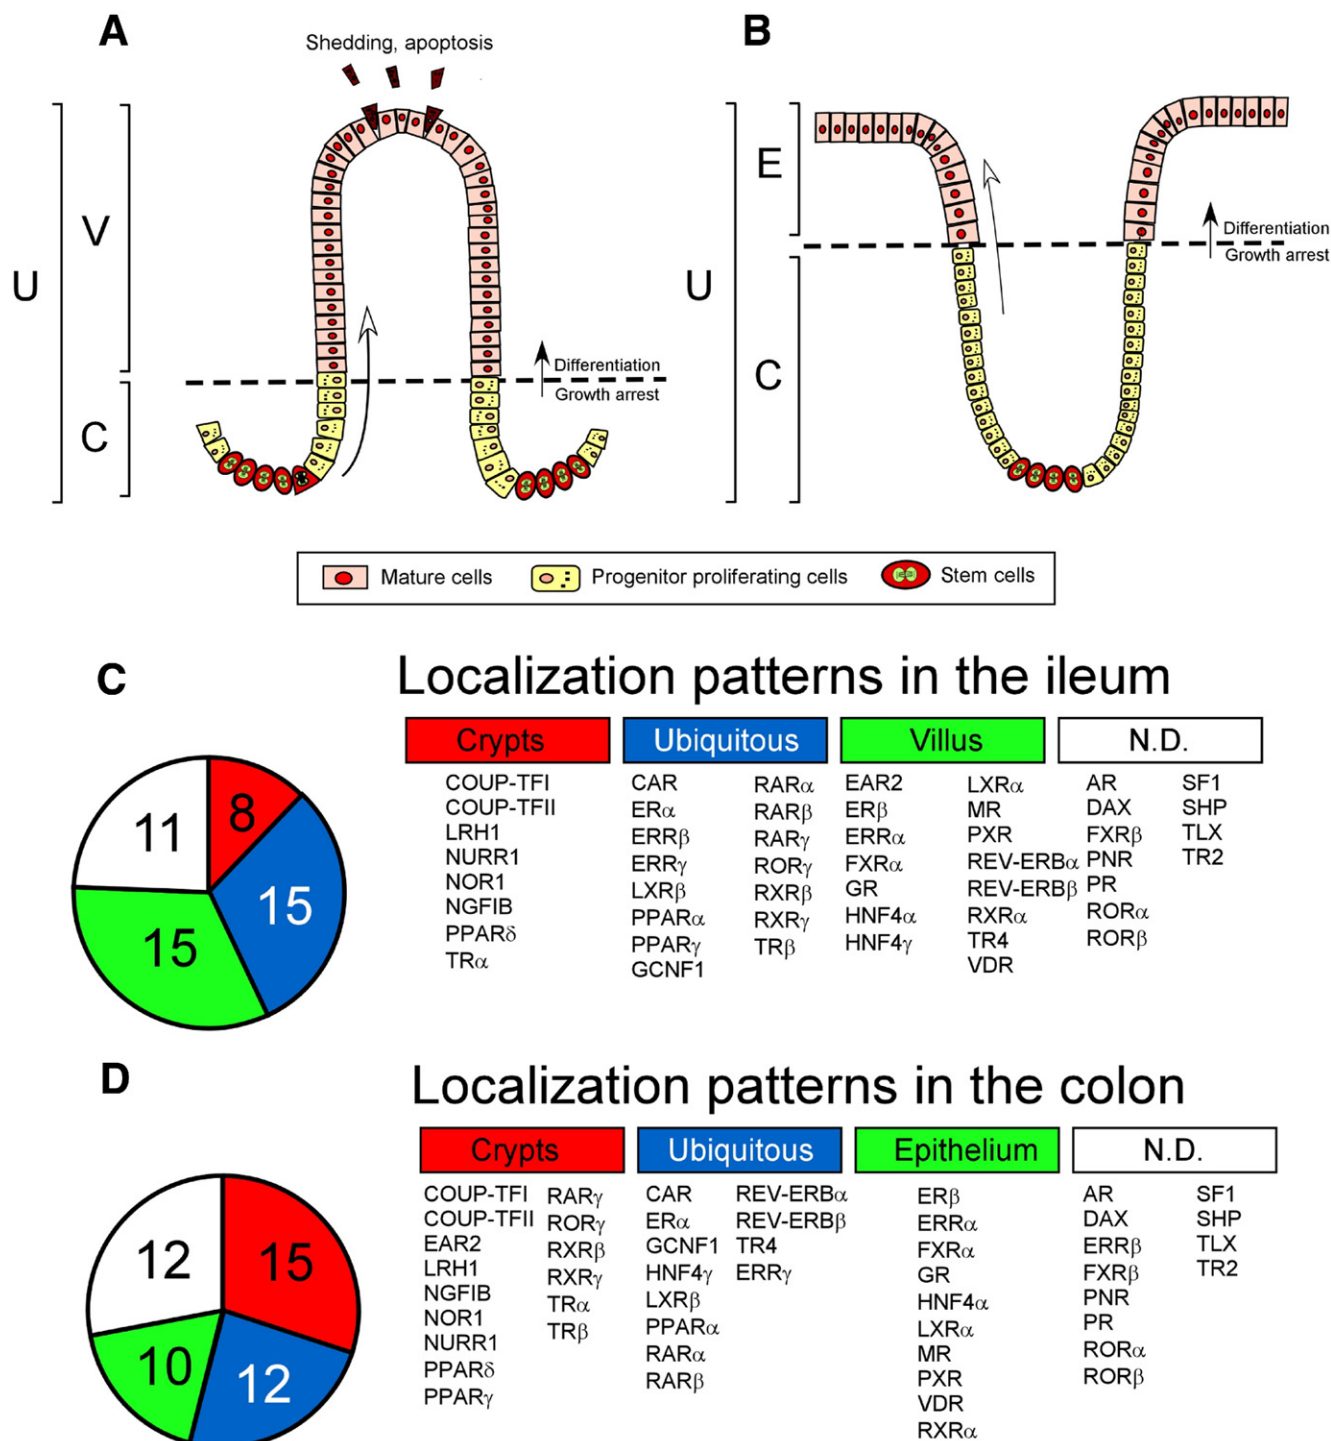 A
Shedding, apoptosis
U
V
C
Differentiation
Growth arrest
B
U
E
C
Differentiation
Growth arrest
Mature cells
Progenitor proliferating cells
Stem cells
C
Localization patterns in the ileum
8
15
15
11
Crypts
COUP-TFI
COUP-TFII
LRH1
NURR1
NOR1
NGFIB
PPARδ
TRα
Ubiquitous
CAR
ERα
ERRβ
ERRγ
LXRβ
PPARα
PPARγ
GCNF1
RARα
RARβ
RARγ
RORγ
RXRβ
RXRγ
TRβ
Villus
EAR2
ERβ
ERRα
FXRα
GR
HNF4α
HNF4γ
LXRα
MR
PXR
REV-ERBα
REV-ERBβ
RXRα
TR4
VDR
N.D.
AR
DAX
FXRβ
PNR
PR
RORα
RORβ
SF1
SHP
TLX
TR2
D
Localization patterns in the colon
15
12
10
12
Crypts
COUP-TFI
COUP-TFII
EAR2
LRH1
NGFIB
NOR1
NURR1
PPARδ
PPARγ
RARγ
RORγ
RXRβ
RXRγ
TRα
TRβ
Ubiquitous
CAR
ERα
GCNF1
HNF4γ
LXRβ
PPARα
RARα
RARβ
REV-ERBα
REV-ERBβ
TR4
ERRγ
Epithelium
ERβ
ERRα
FXRα
GR
HNF4α
LXRα
MR
PXR
VDR
RXRα
N.D.
AR
DAX
ERRβ
FXRβ
PNR
PR
RORα
RORβ
SF1
SHP
TLX
TR2